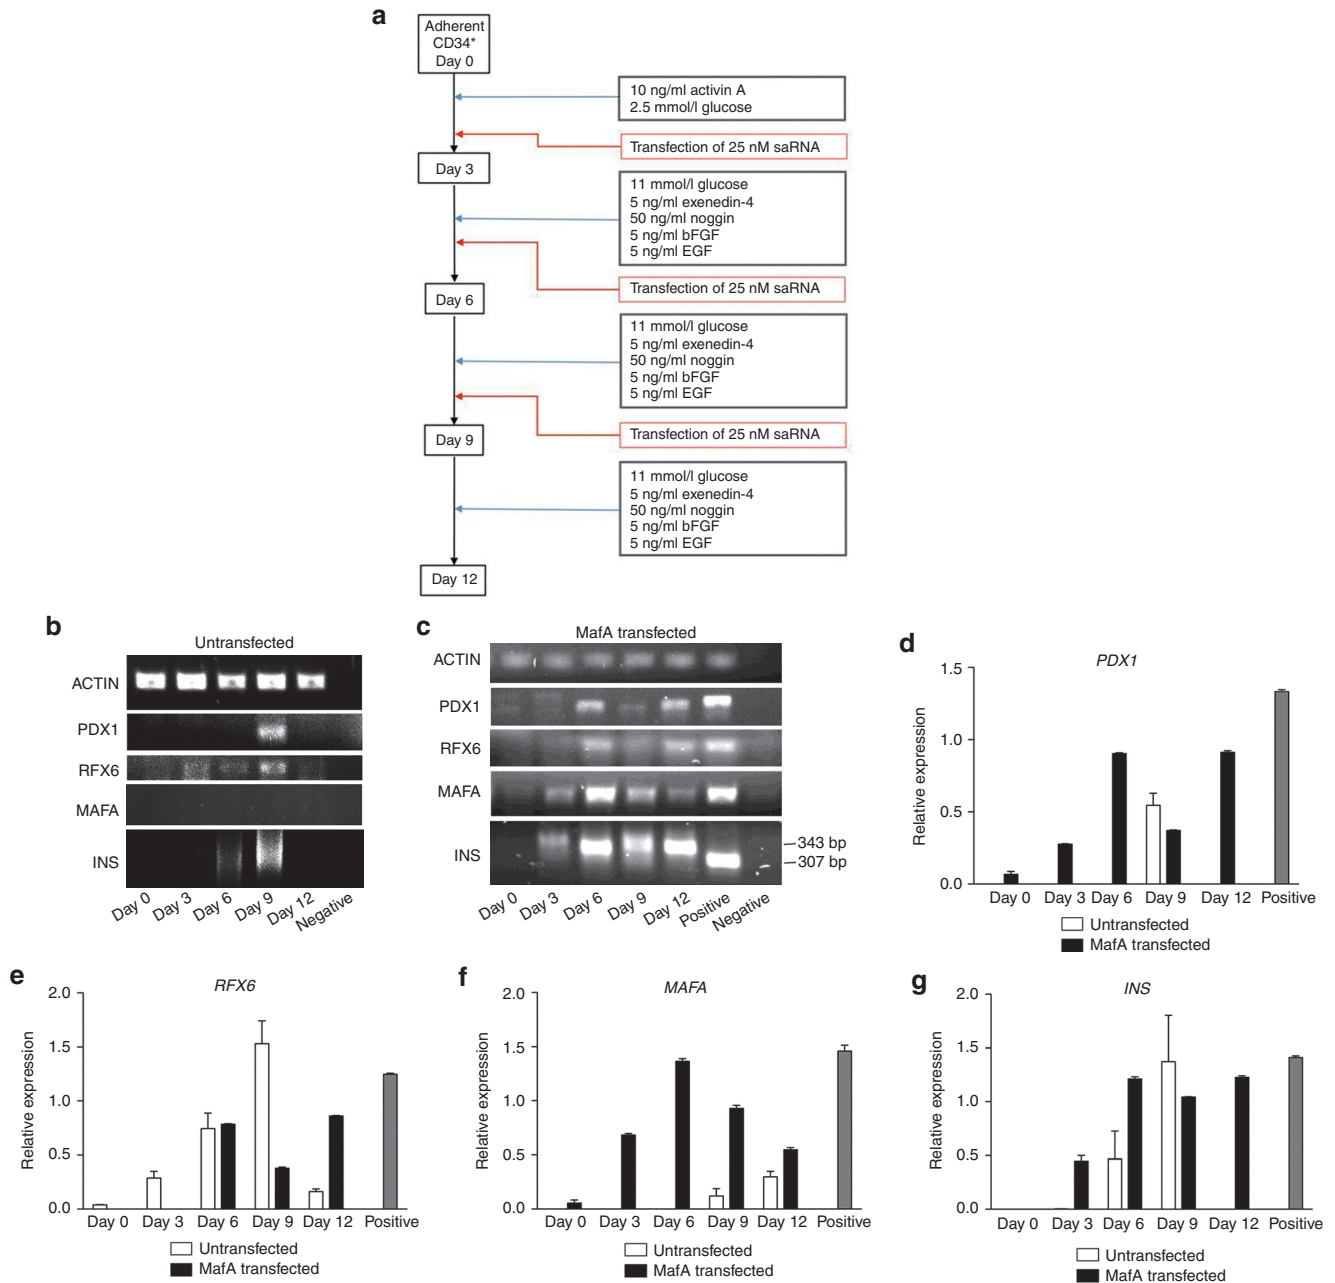 a
Adherent
CD34*
Day 0
10 ng/ml activin A
2.5 mmol/l glucose
Transfection of 25 nM saRNA
Day 3
11 mmol/l glucose
5 ng/ml exenedin-4
50 ng/ml noggin
5 ng/ml bFGF
5 ng/ml EGF
Transfection of 25 nM saRNA
Day 6
11 mmol/l glucose
5 ng/ml exenedin-4
50 ng/ml noggin
5 ng/ml bFGF
5 ng/ml EGF
Transfection of 25 nM saRNA
Day 9
11 mmol/l glucose
5 ng/ml exenedin-4
50 ng/ml noggin
5 ng/ml bFGF
5 ng/ml EGF
Day 12
b
Untransfected
ACTIN
PDX1
RFX6
MAFA
INS
Day 0 Day 3 Day 6 Day 9 Day 12 Negative
c
MafA transfected
ACTIN
PDX1
RFX6
MAFA
INS
343 bp
307 bp
Day 0 Day 3 Day 6 Day 9 Day 12 Positive Negative
d
PDX1
Relative expression
1.5
1.0
0.5
0.0
Day 0 Day 3 Day 6 Day 9 Day 12 Positive
Untransfected
MafA transfected
e
RFX6
Relative expression
2.0
1.5
1.0
0.5
0.0
Day 0 Day 3 Day 6 Day 9 Day 12 Positive
Untransfected
MafA transfected
f
MAFA
Relative expression
2.0
1.5
1.0
0.5
0.0
Day 0 Day 3 Day 6 Day 9 Day 12 Positive
Untransfected
MafA transfected
g
INS
Relative expression
2.0
1.5
1.0
0.5
0.0
Day 0 Day 3 Day 6 Day 9 Day 12 Positive
Untransfected
MafA transfected